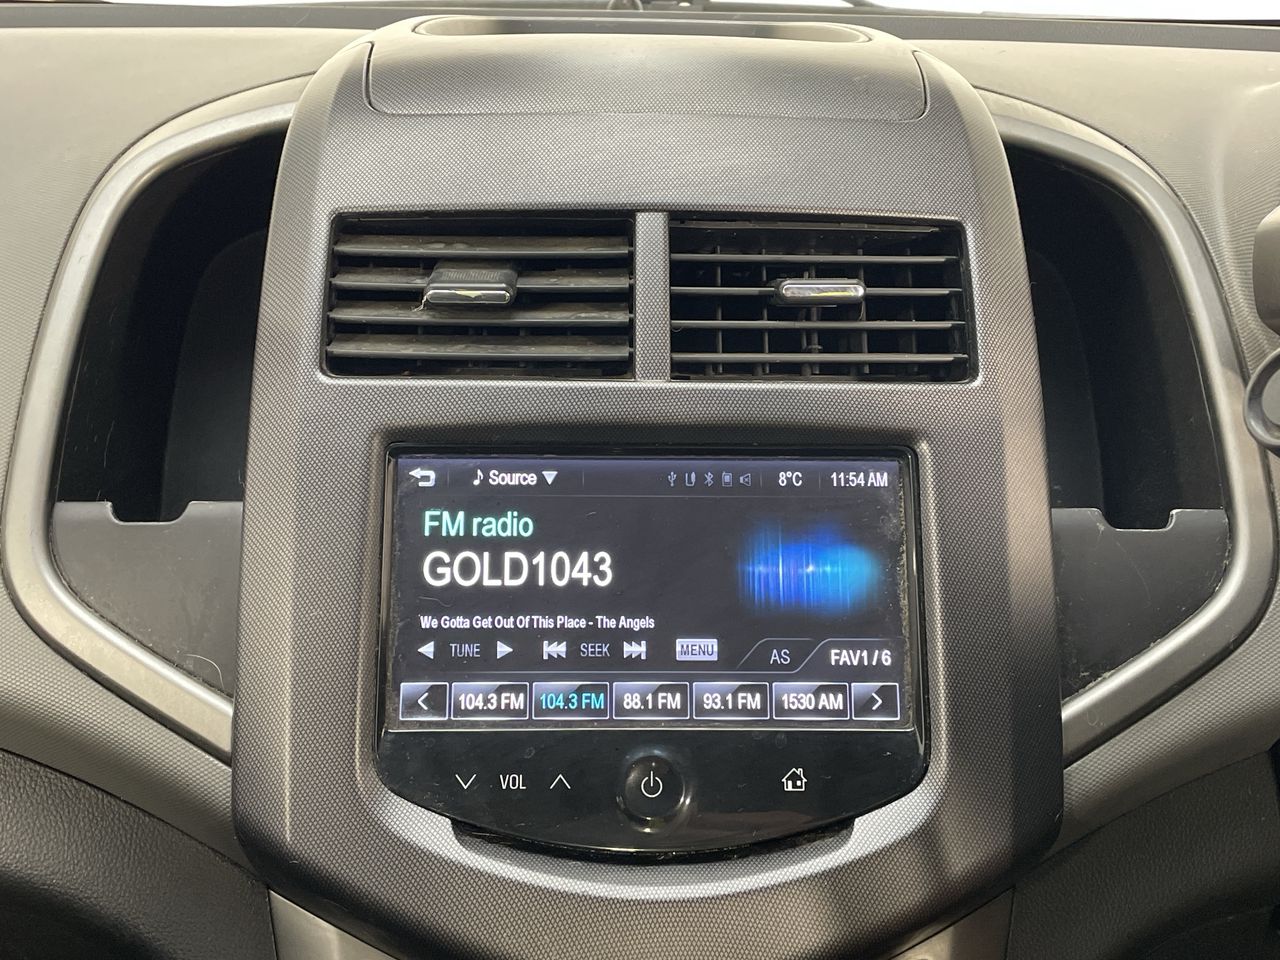 Source 8°C 11:54 AM
FM radio
GOLD1043
We Gotta Get Out Of This Place - The Angels
TUNE SEEK MENU AS FAV1 / 6
104.3 FM 104.3 FM 88.1 FM 93.1 FM 1530 AM
VOL